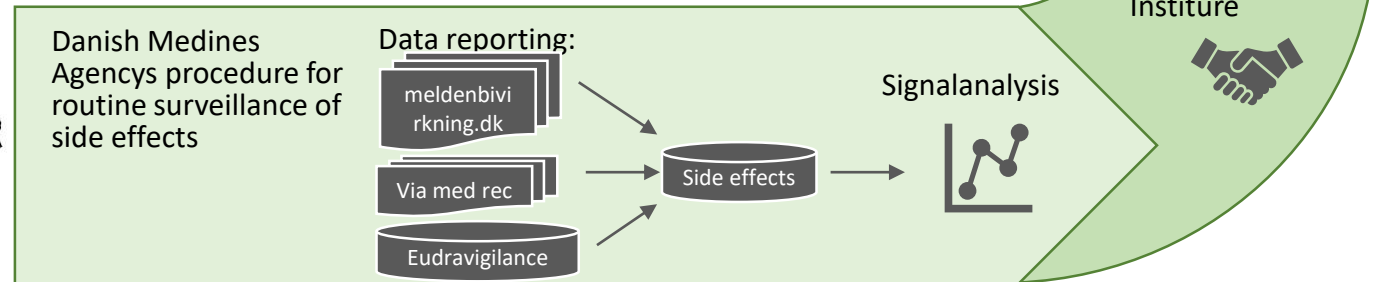 Institure
Danish Medines
Agencys procedure for
routine surveillance of
side effects
Data reporting:
meldenbivi
rkning.dk
Via med rec
Eudravigilance
Side effects
Signalanalysis